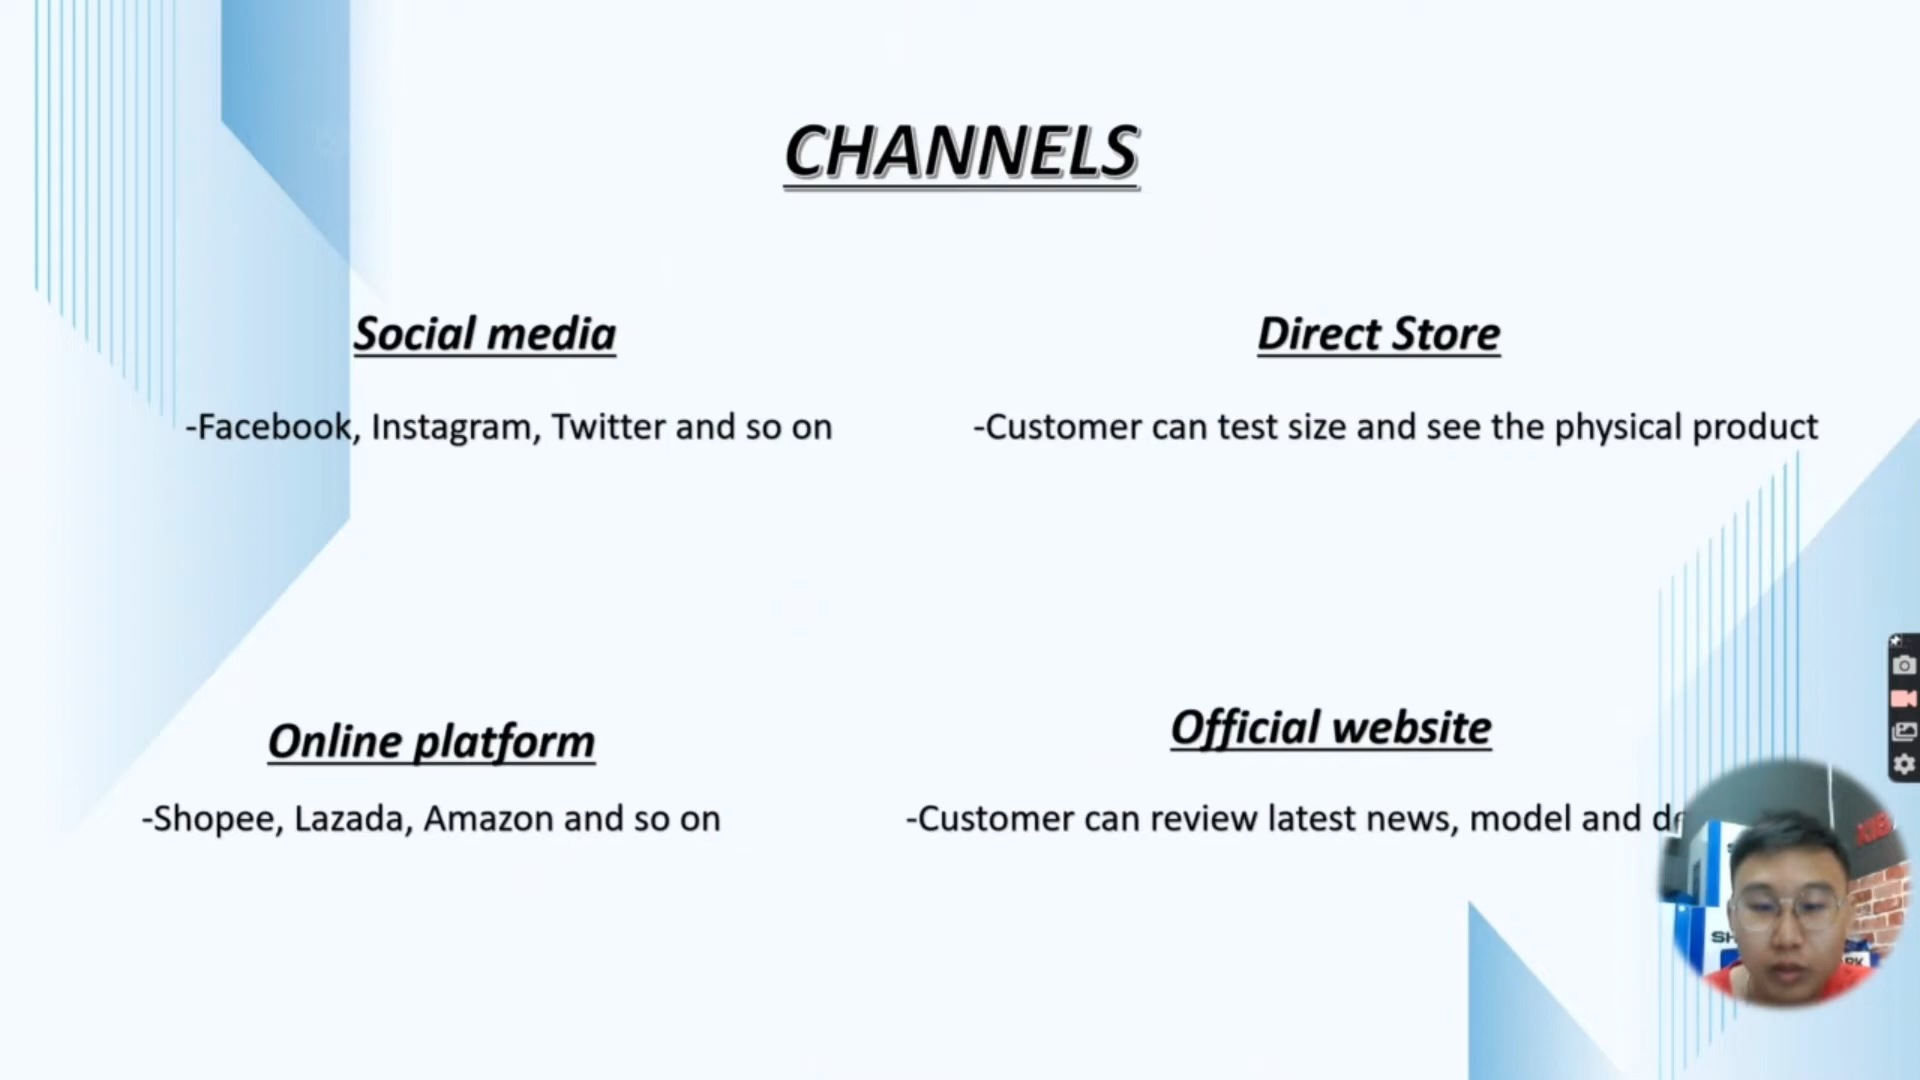 CHANNELS
Social media
Direct Store
-Facebook, Instagram, Twitter and so on
-Customer can test size and see the physical product
Online platform
Official website
-Shopee, Lazada, Amazon and so on
-Customer can review latest news, model and